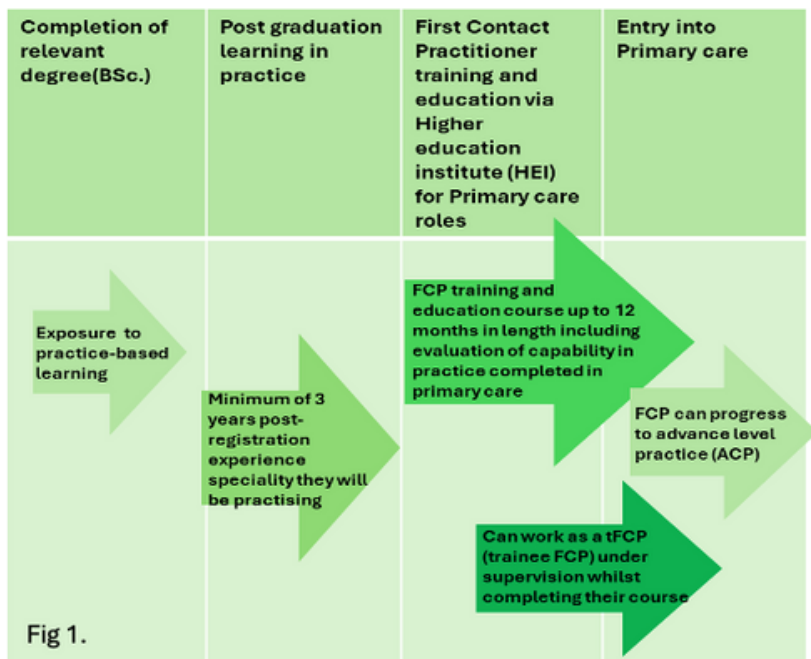 Completion of
relevant
degree(BSc.)
Post graduation
learning in
practice
First Contact
Practitioner
training and
education via
Higher
education
institute (HEI)
for Primary care
roles
Entry into
Primary care
Exposure to
practice-based
learning
Minimum of 3
years post-
registration
experience
speciality they will
be practising
FCP training and
education course up to 12
months in length including
evaluation of capability in
practice completed in
primary care
FCP can progress
to advance level
practice (ACP)
Can work as a tFCP
(trainee FCP) under
supervision whilst
completing their course
Fig 1.